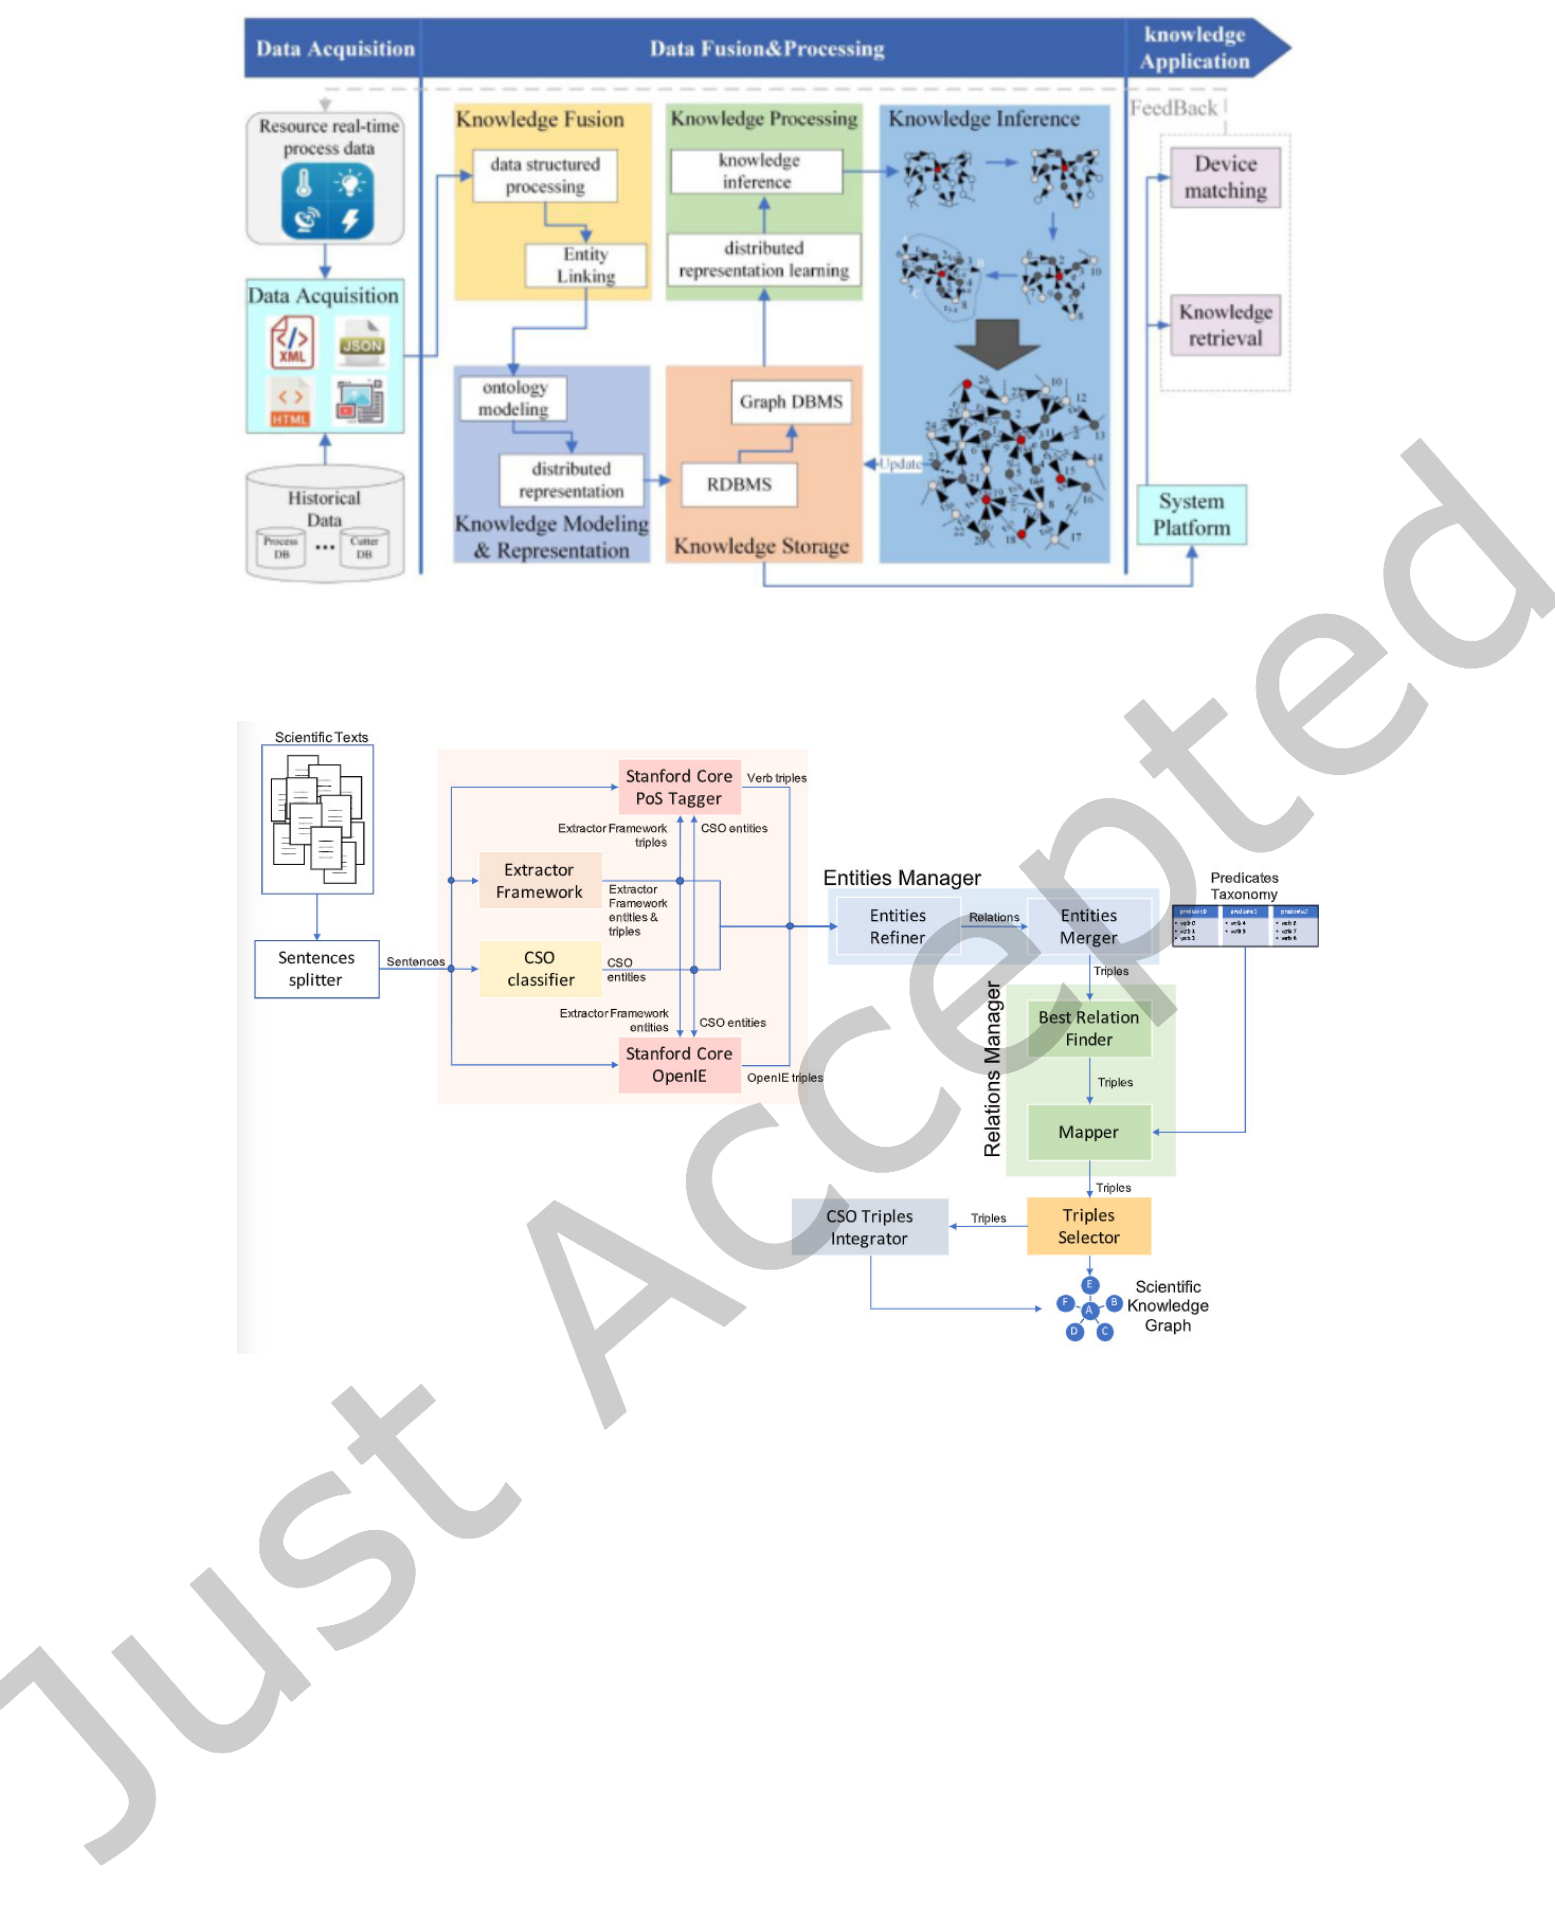 Data Acquisition
Data Fusion&Processing
knowledge
Application
FeedBack
Resource real-time
process data
Data Acquisition
XML
JSON
HTML
Historical
Data
Process
DB
•••
Cutter
DB
Knowledge Fusion
data structured
processing
Entity
Linking
ontology
modeling
distributed
representation
Knowledge Modeling
& Representation
Knowledge Processing
knowledge
inference
distributed
representation learning
Graph DBMS
RDBMS
Knowledge Storage
Knowledge Inference
Update
Device
matching
Knowledge
retrieval
System
Platform
Scientific Texts
Sentences
splitter
Sentences
Stanford Core
PoS Tagger
Verb triples
Extractor Framework
triples
CSO entities
Extractor
Framework
Extractor
Framework
entities &
triples
CSO
classifier
CSO
entities
Extractor Framework
entities
CSO entities
Stanford Core
OpenIE
OpenIE triples
Entities Manager
Entities
Refiner
Relations
Entities
Merger
Predicates
Taxonomy
Triples
Relations Manager
Best Relation
Finder
Triples
Mapper
Triples
Triples
Selector
Triples
CSO Triples
Integrator
E
F
B
A
D
C
Scientific
Knowledge
Graph
Just Accepted